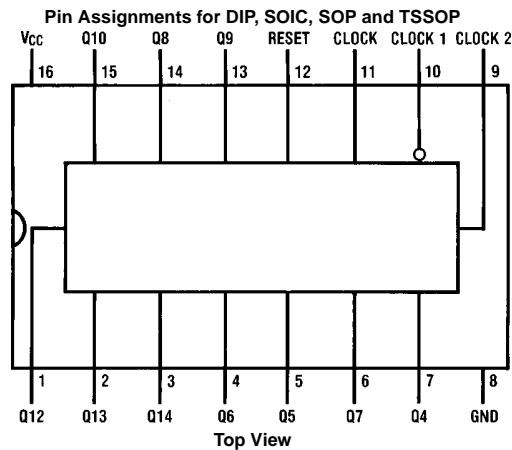 Pin Assignments for DIP, SOIC, SOP and TSSOP
VCC Q10 Q8 Q9 RESET CLOCK CLOCK 1 CLOCK 2
16 15 14 13 12 11 10 9
1 2 3 4 5 6 7 8
Q12 Q13 Q14 Q6 Q5 Q7 Q4 GND
Top View